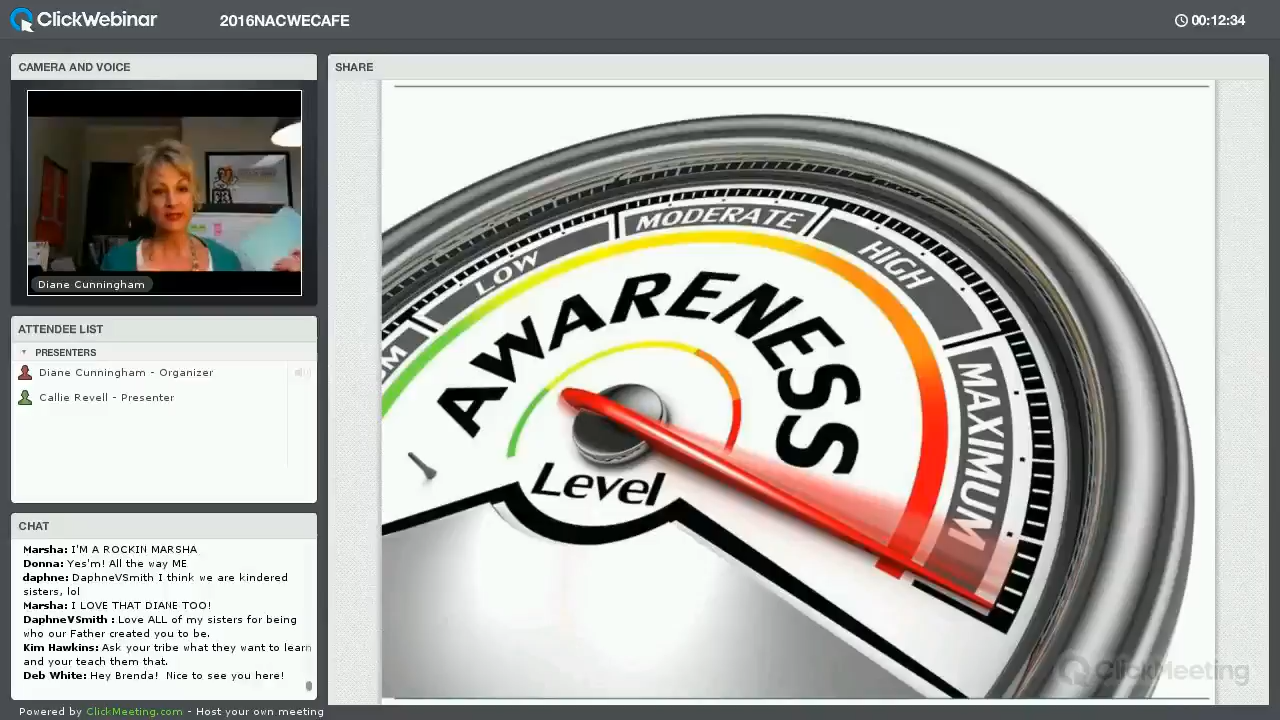 ClickWebinar
2016NACWECAFE
00:12:34
CAMERA AND VOICE
Diane Cunningham
ATTENDEE LIST
PRESENTERS
Diane Cunningham - Organizer
Callie Revell - Presenter
CHAT
Marsha: I'M A ROCKIN MARSHA
Donna: Yes'm! All the way ME
daphne: DaphneVSmith I think we are kindered
sisters, lol
Marsha: I LOVE THAT DIANE TOO!
DaphneVSmith : Love ALL of my sisters for being
who our Father created you to be.
Kim Hawkins: Ask your tribe what they want to learn
and your teach them that.
Deb White: Hey Brenda!  Nice to see you here!
Powered by ClickMeeting.com - Host your own meeting
SHARE
LOW
MODERATE
HIGH
MAXIMUM
AWARENESS
Level
ClickMeeting